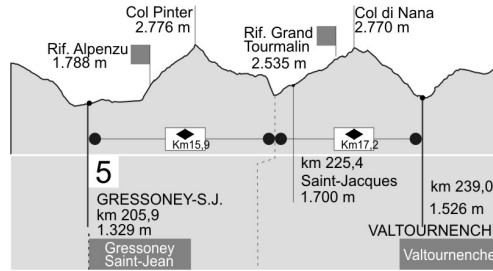 Col Pinter
2.776 m
Rif. Alpenzu
1.788 m
Rif. Grand
Tourmalin
2.535 m
Col di Nana
2.770 m
Km15,9
Km17,2
5
GRESSONEY-S.J.
km 205,9
1.329 m
Gressoney
Saint-Jean
km 225,4
Saint-Jacques
1.700 m
km 239,0
1.526 m
VALTOURNENCH
Valtournenche